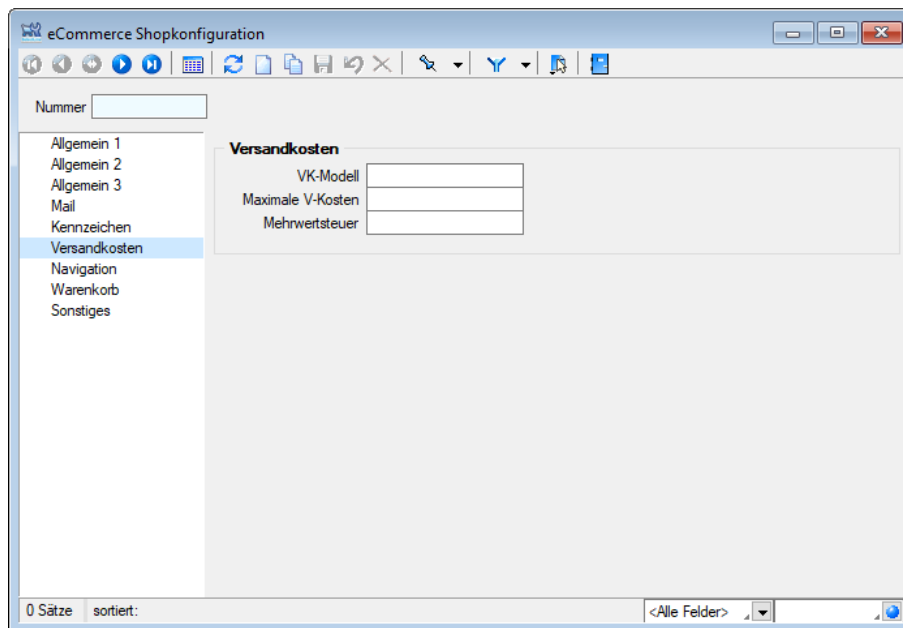 eCommerce Shopkonfiguration
Nummer
Allgemein 1
Allgemein 2
Allgemein 3
Mail
Kennzeichen
Versandkosten
Navigation
Warenkorb
Sonstiges
Versandkosten
VK-Modell
Maximale V-Kosten
Mehrwertsteuer
0 Sätze sortiert: <Alle Felder>